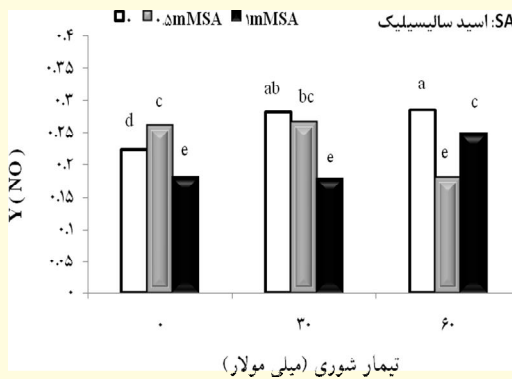 ۰ ۰.۵mMSA ۱mMSA
SA: اسید سالیسیلیک
Y(NO)
۰.۴
۰.۳۵
۰.۳
۰.۲۵
۰.۲
۰.۱۵
۰.۱
۰.۰۵
۰
d c e
ab bc e
a e c
۰ ۳۰ ۶۰
تیمار شوری (میلی مولار)